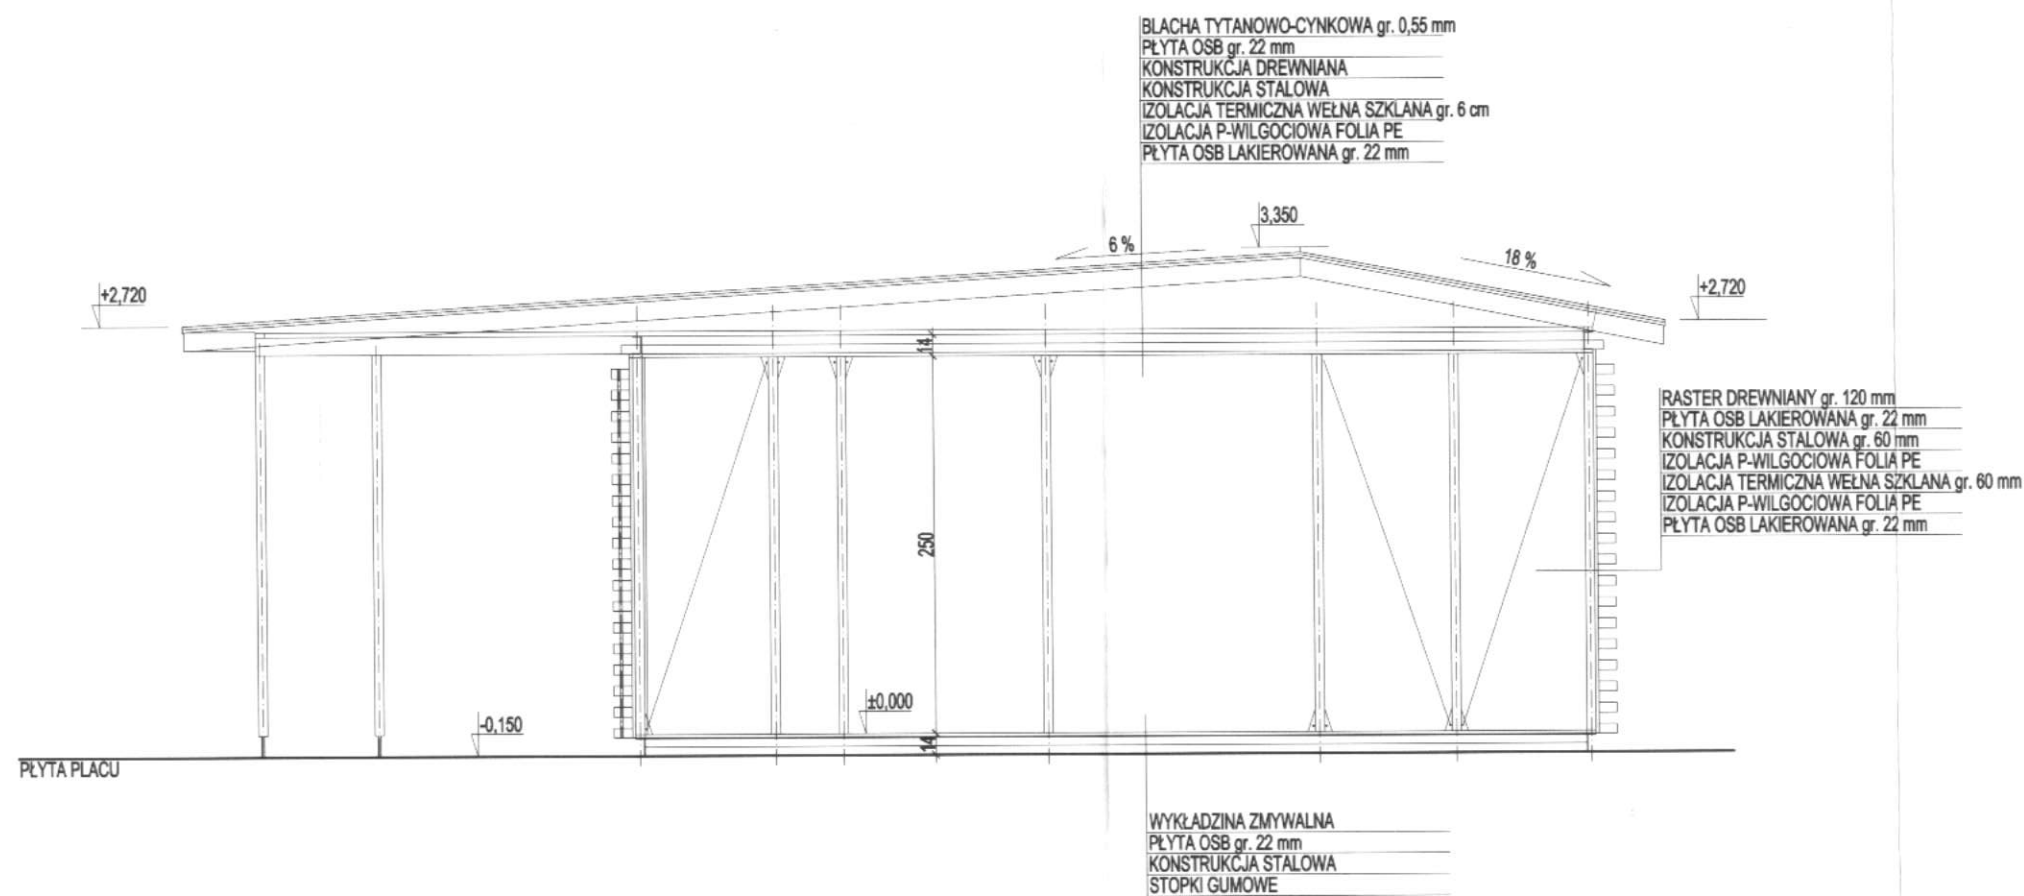 BLACHA TYTANOWO-CYNKOWA gr. 0,55 mm
PŁYTA OSB gr. 22 mm
KONSTRUKCJA DREWNIANA
KONSTRUKCJA STALOWA
IZOLACJA TERMICZNA WEŁNA SZKLANA gr. 6 cm
IZOLACJA P-WILGOCIOWA FOLIA PE
PŁYTA OSB LAKIEROWANA gr. 22 mm
3,350
6 %
18 %
+2,720
+2,720
14
RASTER DREWNIANY gr. 120 mm
PŁYTA OSB LAKIEROWANA gr. 22 mm
KONSTRUKCJA STALOWA gr. 60 mm
IZOLACJA P-WILGOCIOWA FOLIA PE
IZOLACJA TERMICZNA WEŁNA SZKLANA gr. 60 mm
IZOLACJA P-WILGOCIOWA FOLIA PE
PŁYTA OSB LAKIEROWANA gr. 22 mm
250
±0,000
-0,150
14
PŁYTA PLACU
WYKŁADZINA ZMYWALNA
PŁYTA OSB gr. 22 mm
KONSTRUKCJA STALOWA
STOPKI GUMOWE